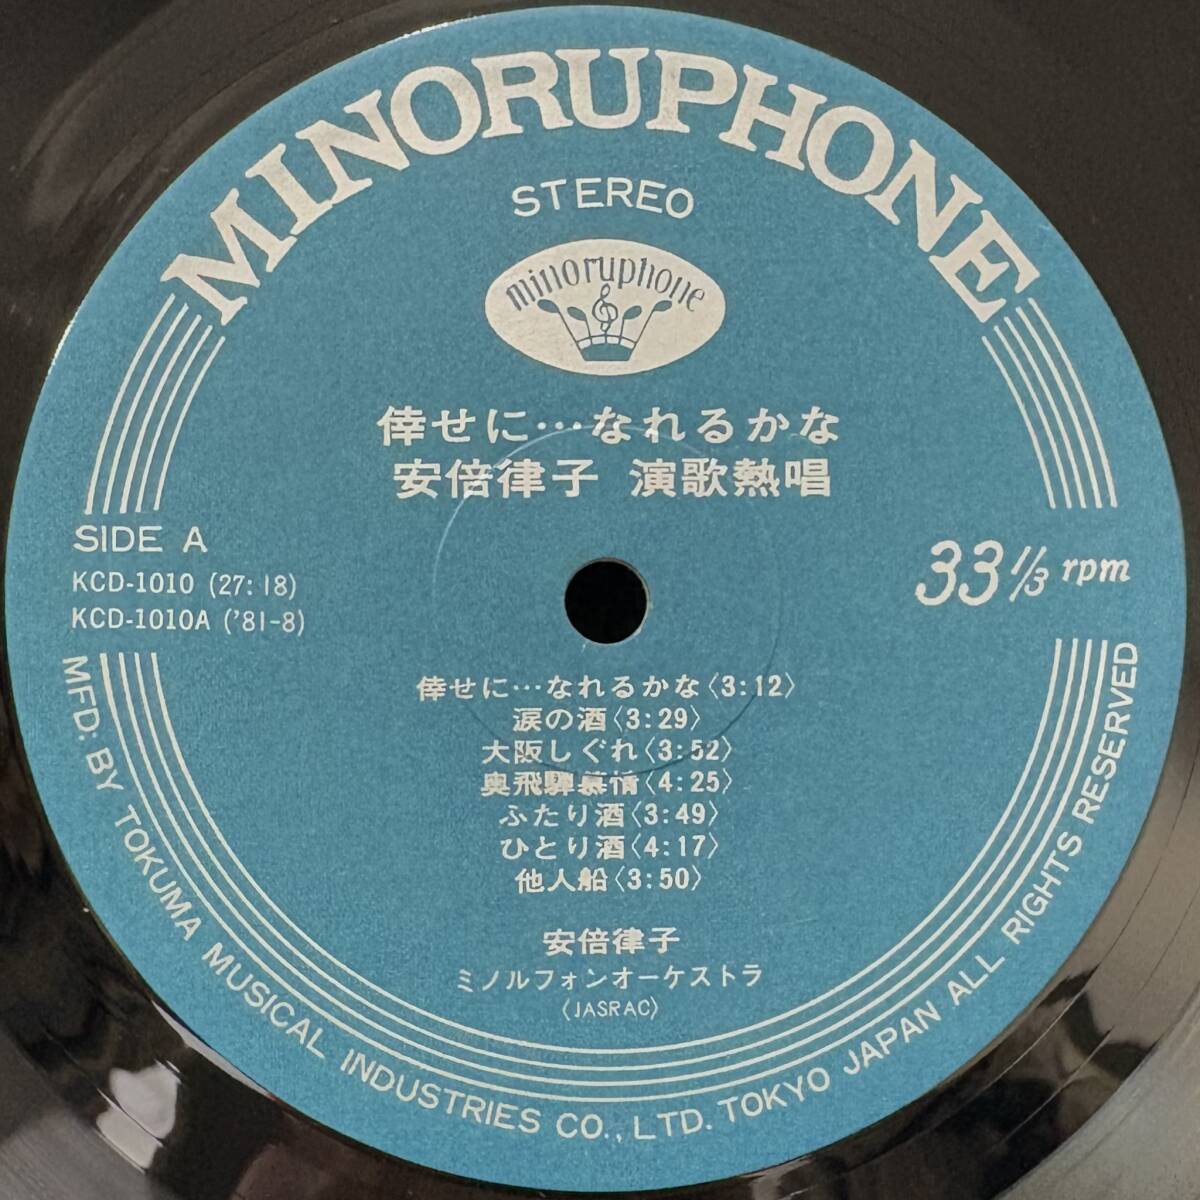 MINORUPHONE
STEREO
minoruphone
倖せに…なれるかな
安倍律子 演歌熱唱
SIDE A
KCD-1010 (27:18)
KCD-1010A ('81-8)
33 1/3 rpm
倖せに…なれるかな〈3:12〉
涙の酒〈3:29〉
大阪しぐれ〈3:52〉
奥飛騨慕情〈4:25〉
ふたり酒〈3:49〉
ひとり酒〈4:17〉
他人船〈3:50〉
安倍律子
ミノルフォンオーケストラ
〈JASRAC〉
MFD: BY TOKUMA MUSICAL INDUSTRIES CO., LTD. TOKYO JAPAN ALL RIGHTS RESERVED